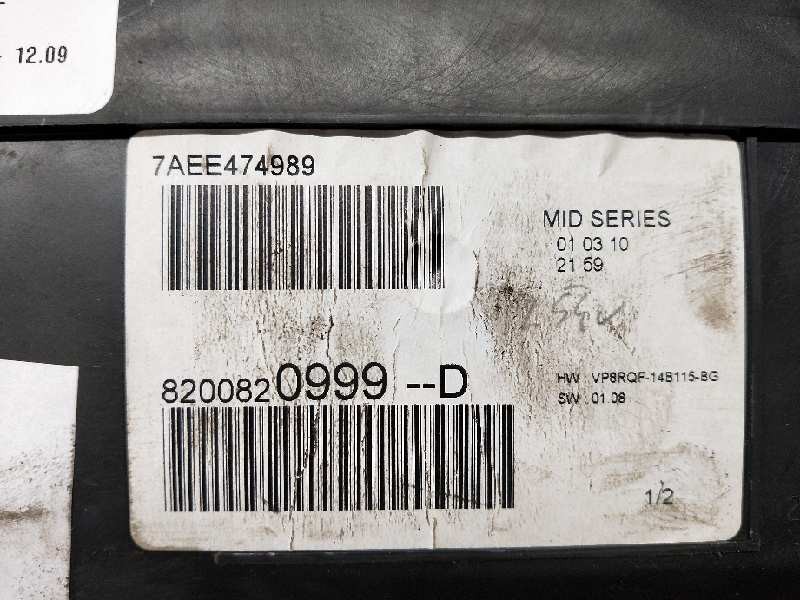 12.09
7AEE474989
MID SERIES
01 03 10
21 59
8200820999--D
HW VP8RQF-14B115-BG
SW 01.08
1/2